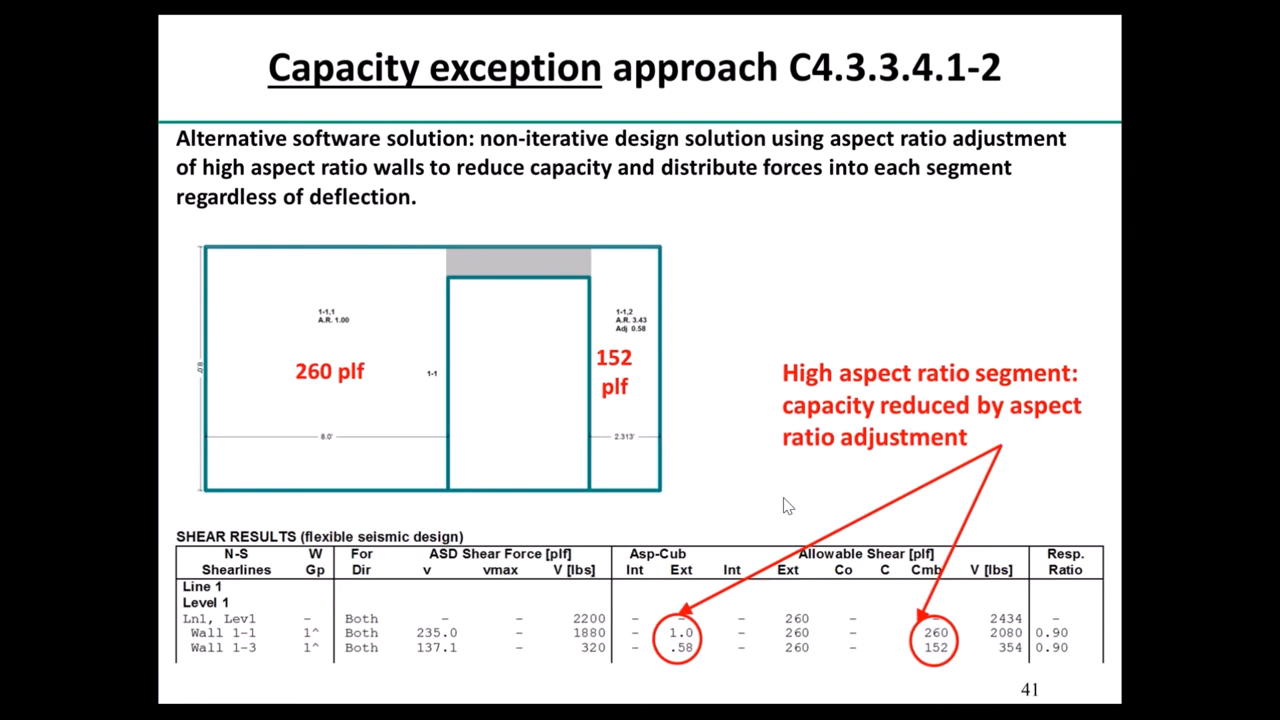 Capacity exception approach C4.3.3.4.1-2
Alternative software solution: non-iterative design solution using aspect ratio adjustment
of high aspect ratio walls to reduce capacity and distribute forces into each segment
regardless of deflection.
1-1,1
A.R. 1.00
1-1,2
A.R. 3.43
Adj 0.58
260 plf
1-1
152
plf
8.0'
8.0'
2.313'
High aspect ratio segment:
capacity reduced by aspect
ratio adjustment
SHEAR RESULTS (flexible seismic design)
N-S W For ASD Shear Force [plf] Asp-Cub Allowable Shear [plf] Resp.
Shearlines Gp Dir v vmax V [lbs] Int Ext Int Ext Co C Cmb V [lbs] Ratio
Line 1
Level 1
Ln1, Lev1 - Both - - 2200 - - - 260 - - 2434 -
Wall 1-1 1^ Both 235.0 - 1880 - 1.0 - 260 - 260 2080 0.90
Wall 1-3 1^ Both 137.1 - 320 - .58 - 260 - 152 354 0.90
41